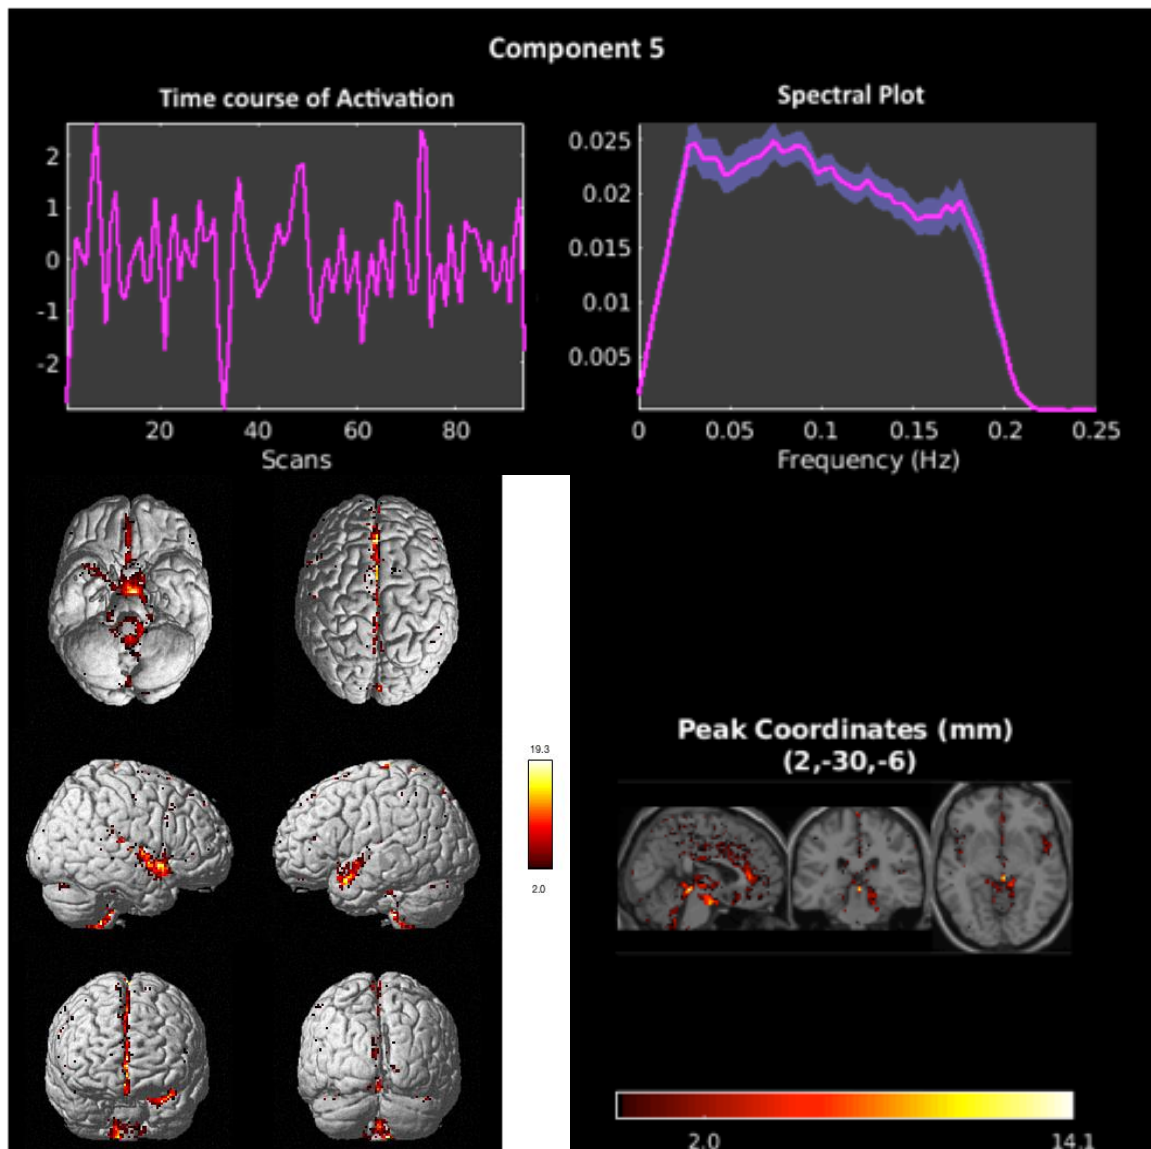 Component 5
Time course of Activation
Spectral Plot
2
1
0
-1
-2
20 40 60 80
Scans
0.025
0.02
0.015
0.01
0.005
0 0.05 0.1 0.15 0.2 0.25
Frequency (Hz)
19.3
2.0
Peak Coordinates (mm)
(2,-30,-6)
2.0 14.1